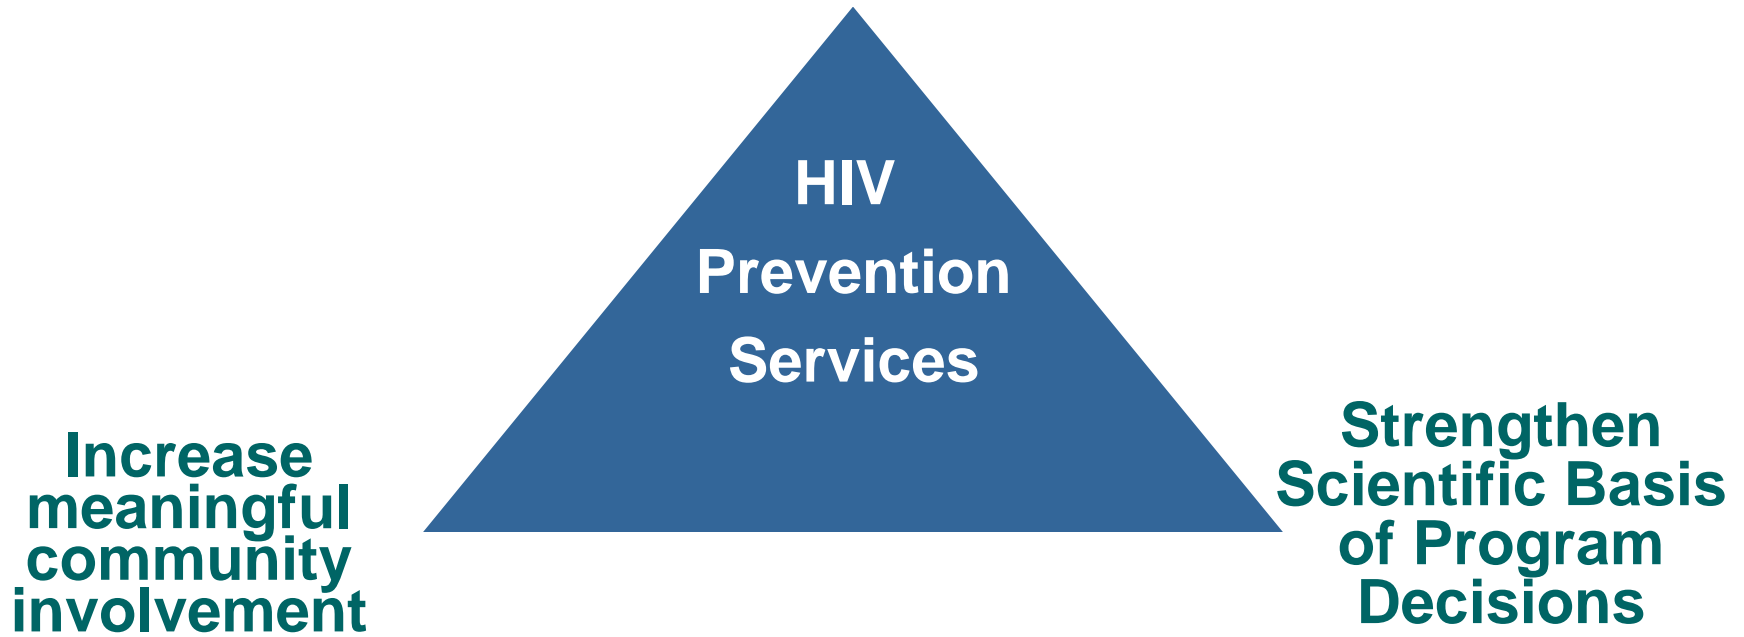 HIV
Prevention
Services
Increase
meaningful
community
involvement
Strengthen
Scientific Basis
of Program
Decisions